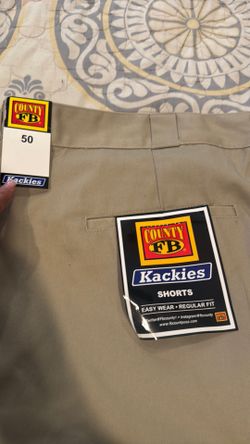 COUNTY
FB
50
Kackies
COUNTY
FB
Kackies
SHORTS
EASY WEAR • REGULAR FIT